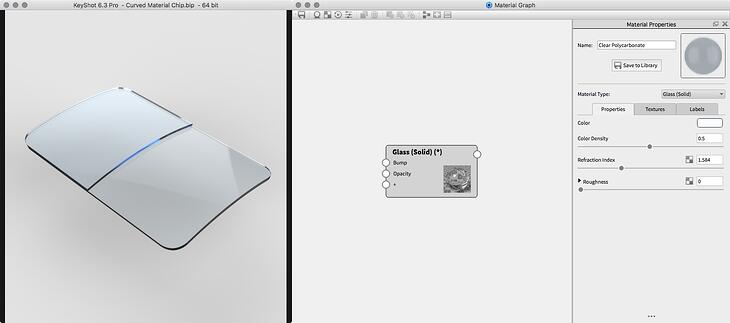 KeyShot 6.3 Pro - Curved Material Chip.bip - 64 bit
Material Graph
Material Properties
Name: Clear Polycarbonate
Save to Library
Material Type: Glass (Solid)
Properties Textures Labels
Color
Color Density 0.5
Refraction Index 1.584
Roughness 0
Glass (Solid) (*)
Bump
Opacity
+